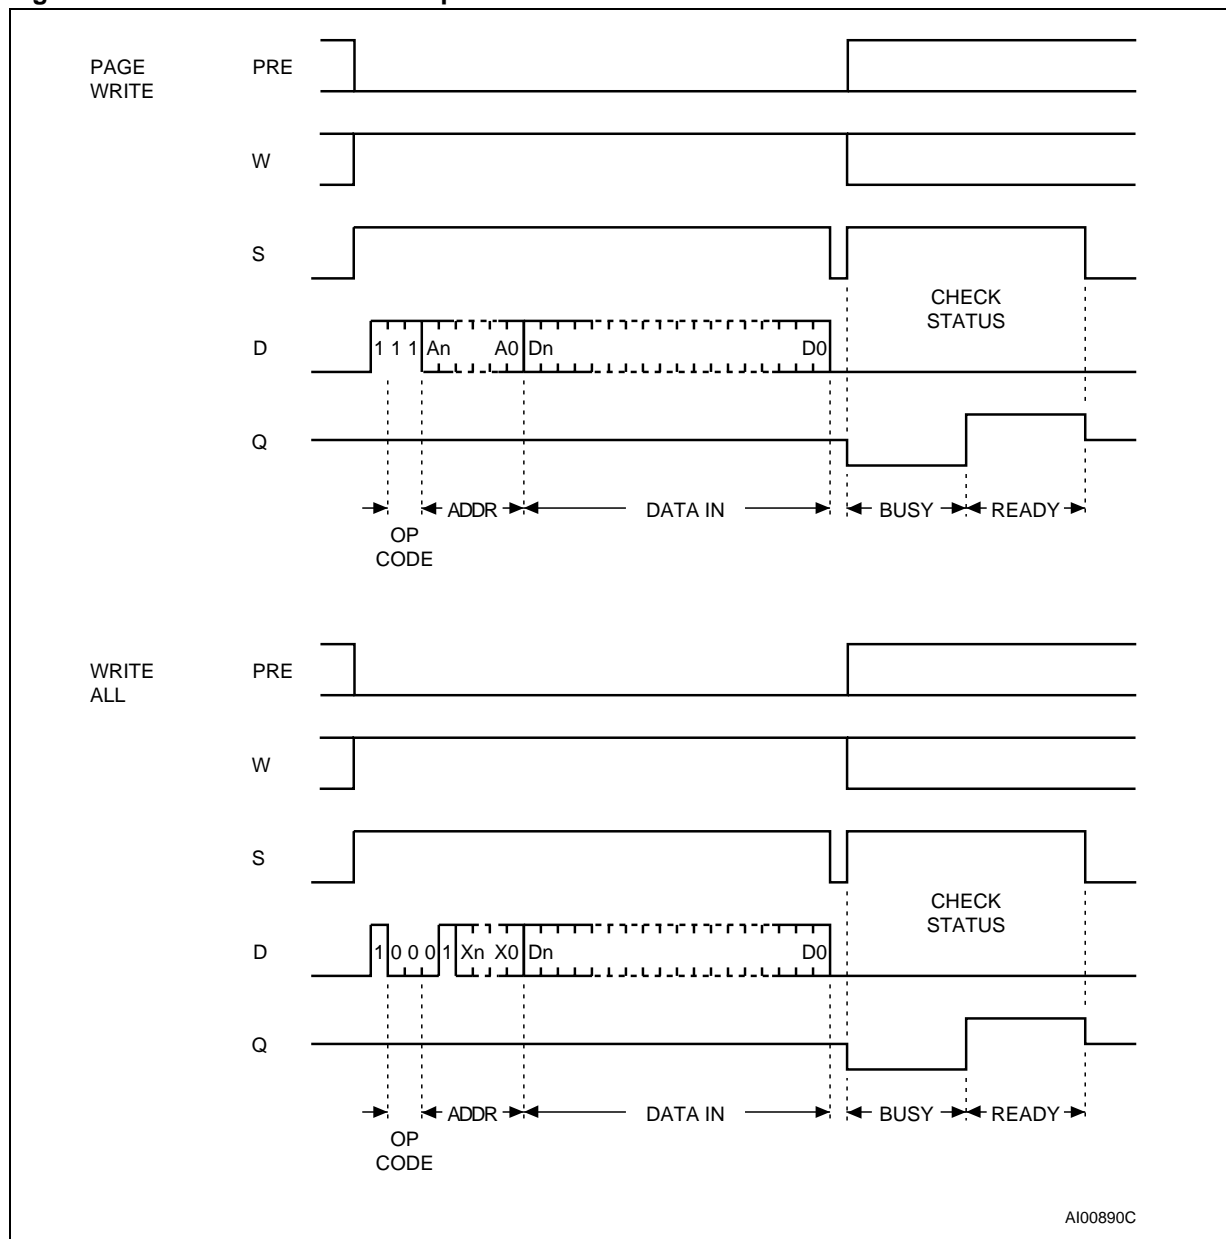 PAGE WRITE PRE
W
S
CHECK STATUS
D 1 1 1 An A0 Dn D0
Q
ADDR DATA IN BUSY READY
OP CODE
WRITE ALL PRE
W
S
CHECK STATUS
D 1 0 0 0 1 Xn X0 Dn D0
Q
ADDR DATA IN BUSY READY
OP CODE
AI00890C